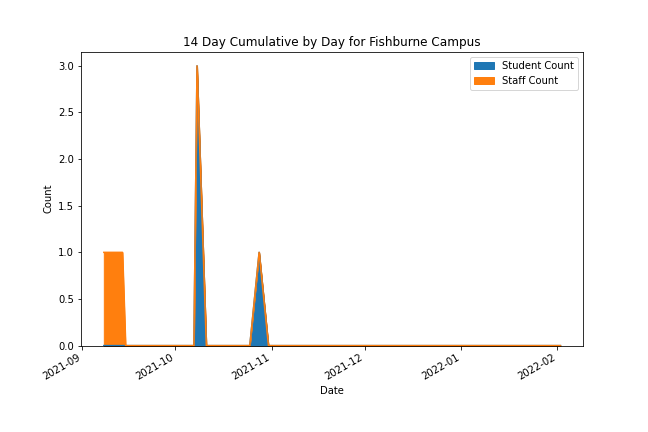 14 Day Cumulative by Day for Fishburne Campus
Student Count
Staff Count
3.0
2.5
2.0
1.5
1.0
0.5
0.0
Count
2021-09
2021-10
2021-11
2021-12
2022-01
2022-02
Date